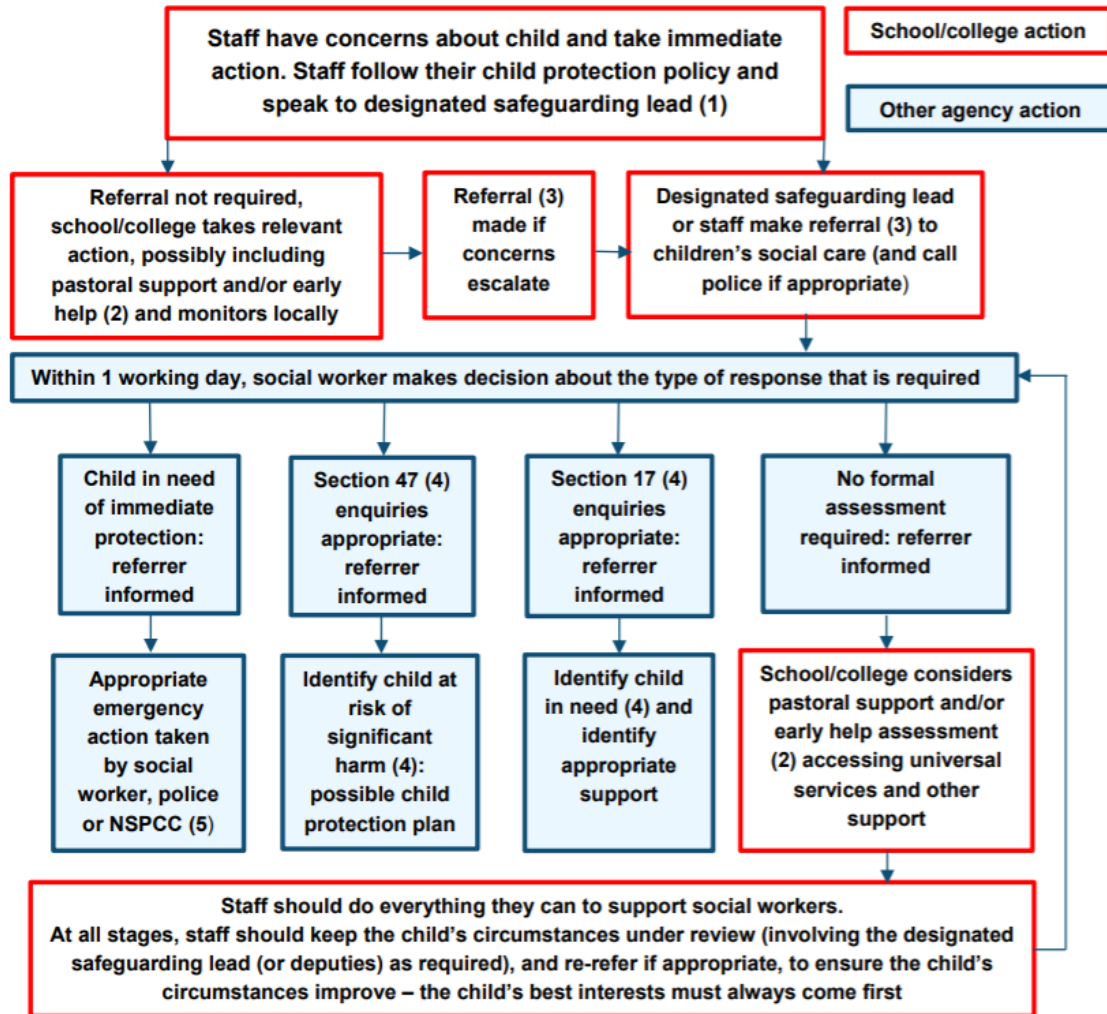 Staff have concerns about child and take immediate
action. Staff follow their child protection policy and
speak to designated safeguarding lead (1)
School/college action
Other agency action
Referral not required,
school/college takes relevant
action, possibly including
pastoral support and/or early
help (2) and monitors locally
Referral (3)
made if
concerns
escalate
Designated safeguarding lead
or staff make referral (3) to
children’s social care (and call
police if appropriate)
Within 1 working day, social worker makes decision about the type of response that is required
Child in need
of immediate
protection:
referrer
informed
Section 47 (4)
enquiries
appropriate:
referrer
informed
Section 17 (4)
enquiries
appropriate:
referrer
informed
No formal
assessment
required: referrer
informed
Appropriate
emergency
action taken
by social
worker, police
or NSPCC (5)
Identify child at
risk of
significant
harm (4):
possible child
protection plan
Identify child
in need (4) and
identify
appropriate
support
School/college considers
pastoral support and/or
early help assessment
(2) accessing universal
services and other
support
Staff should do everything they can to support social workers.
At all stages, staff should keep the child’s circumstances under review (involving the designated
safeguarding lead (or deputies) as required), and re-refer if appropriate, to ensure the child’s
circumstances improve – the child’s best interests must always come first